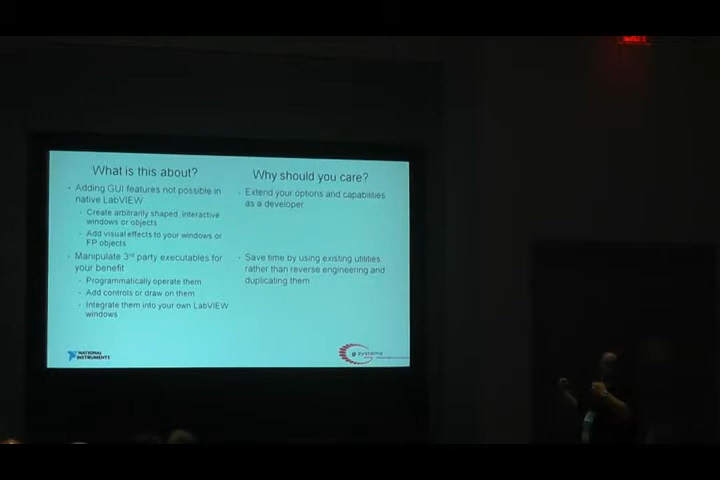 What is this about?
- Adding GUI features not possible in
native LabVIEW
- Create arbitrarily shaped, interactive
windows or objects
- Add visual effects to your windows or
FP objects
- Manipulate 3rd party executables for
your benefit
- Programmatically operate them
- Add controls or draw on them
- Integrate them into your own LabVIEW
windows
Why should you care?
- Extend your options and capabilities
as a developer
- Save time by using existing utilities
rather than reverse engineering and
duplicating them
NATIONAL
INSTRUMENTS
g systems